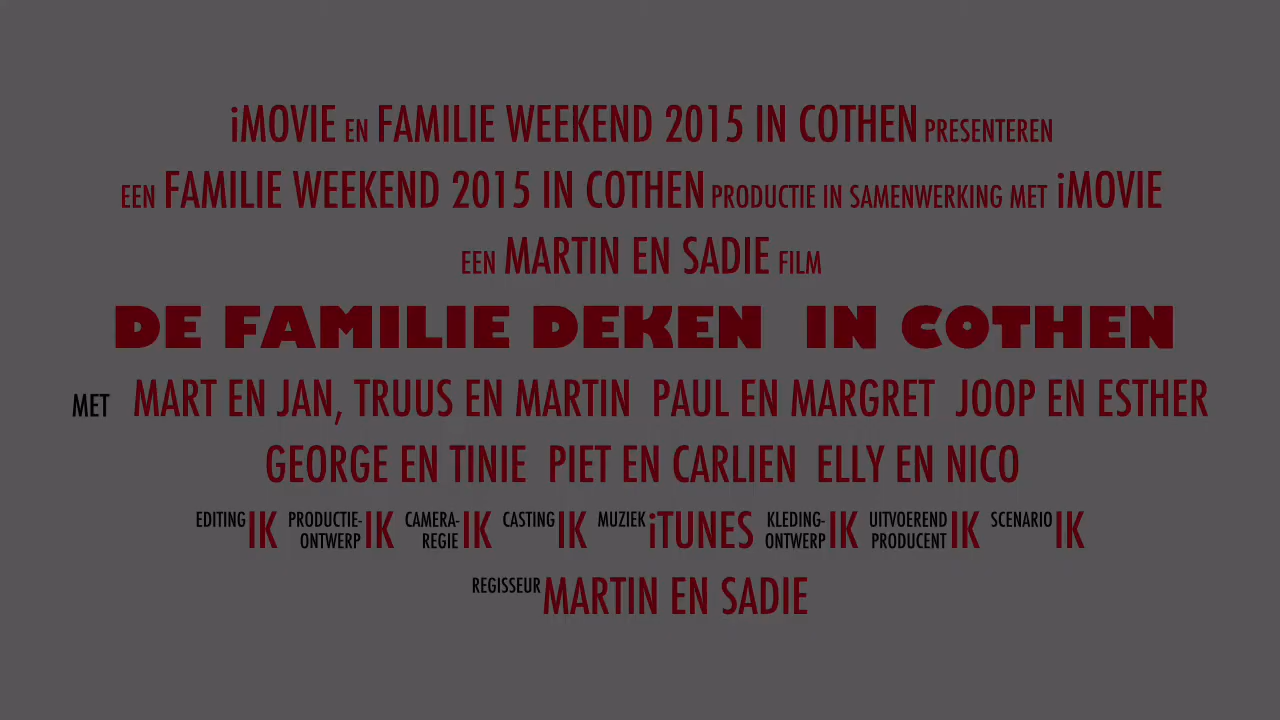 iMOVIE EN FAMILIE WEEKEND 2015 IN COTHEN PRESENTEREN
EEN FAMILIE WEEKEND 2015 IN COTHEN PRODUCTIE IN SAMENWERKING MET iMOVIE
EEN MARTIN EN SADIE FILM
DE FAMILIE DEKEN IN COTHEN
MET MART EN JAN, TRUUS EN MARTIN PAUL EN MARGRET JOOP EN ESTHER
GEORGE EN TINIE PIET EN CARLIEN ELLY EN NICO
EDITING IK PRODUCTIE-ONTWERP IK CAMERA-REGIE IK CASTING IK MUZIEK iTUNES KLEDING-ONTWERP IK UITVOEREND PRODUCENT IK SCENARIO IK
REGISSEUR MARTIN EN SADIE